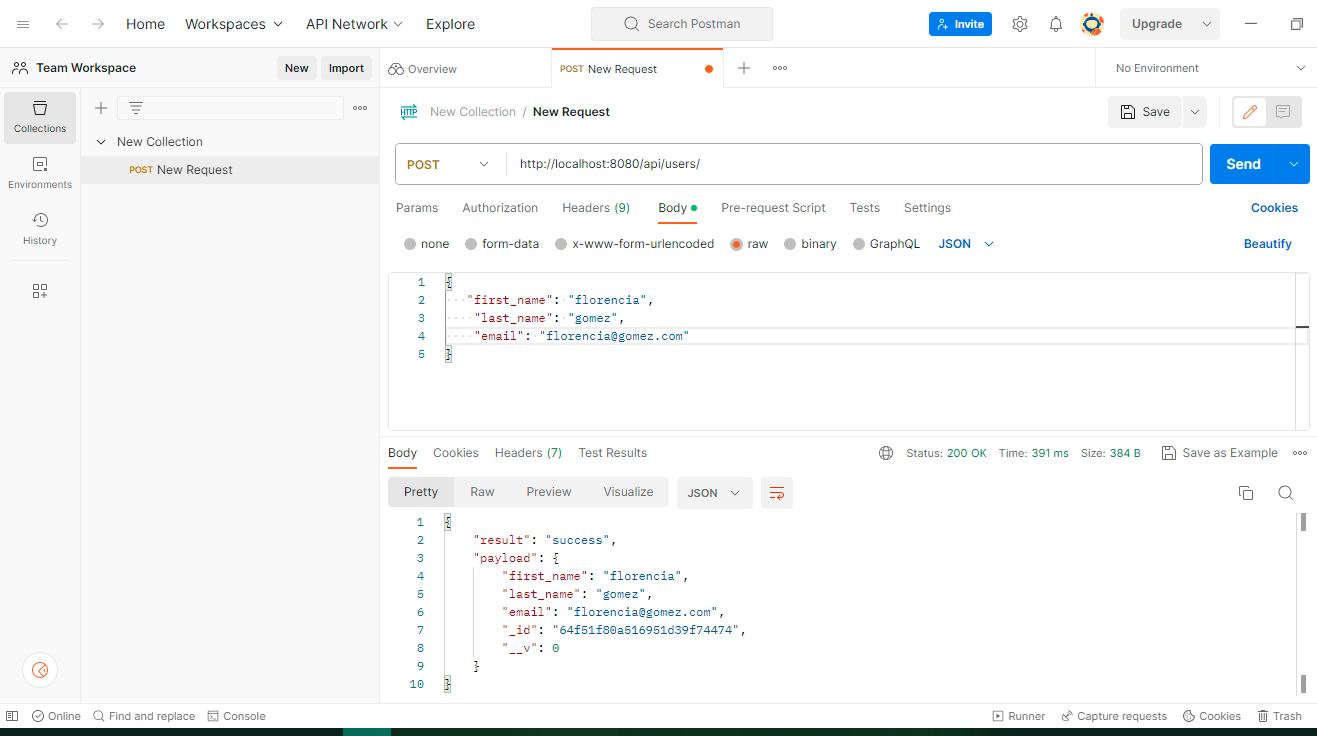 Home Workspaces API Network Explore Search Postman Invite Upgrade
Team Workspace New Import Overview POST New Request No Environment
Collections
Environments
History
New Collection
POST New Request
HTTP New Collection / New Request Save
POST http://localhost:8080/api/users/ Send
Params Authorization Headers (9) Body Pre-request Script Tests Settings Cookies
none form-data x-www-form-urlencoded raw binary GraphQL JSON Beautify
1 {
2 "first_name": "florencia",
3 "last_name": "gomez",
4 "email": "florencia@gomez.com"
5 }
Body Cookies Headers (7) Test Results Status: 200 OK Time: 391 ms Size: 384 B Save as Example
Pretty Raw Preview Visualize JSON
1 {
2 "result": "success",
3 "payload": {
4 "first_name": "florencia",
5 "last_name": "gomez",
6 "email": "florencia@gomez.com",
7 "_id": "64f51f80a516951d39f74474",
8 "__v": 0
9 }
10 }
Online Find and replace Console Runner Capture requests Cookies Trash